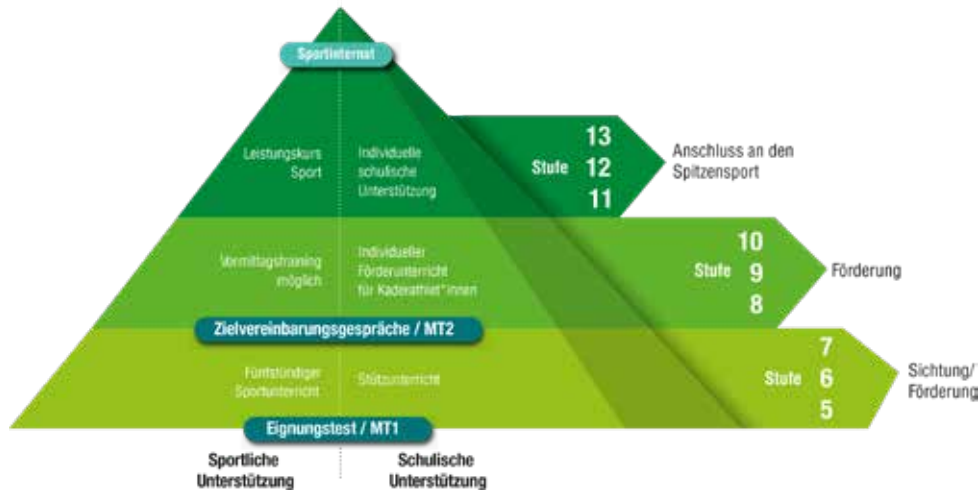 Sportinternat
Leistungskurs
Sport
Individuelle
schulische
Unterstützung
Stufe
13
12
11
Anschluss an den
Spitzensport
Vormittagstraining
möglich
Individueller
Förderunterricht
für Kaderathlet*innen
Stufe
10
9
8
Förderung
Zielvereinbarungsgespräche / MT2
Fünfstündiger
Sportunterricht
Stützunterricht
Stufe
7
6
5
Sichtung/
Förderung
Eignungstest / MT1
Sportliche
Unterstützung
Schulische
Unterstützung